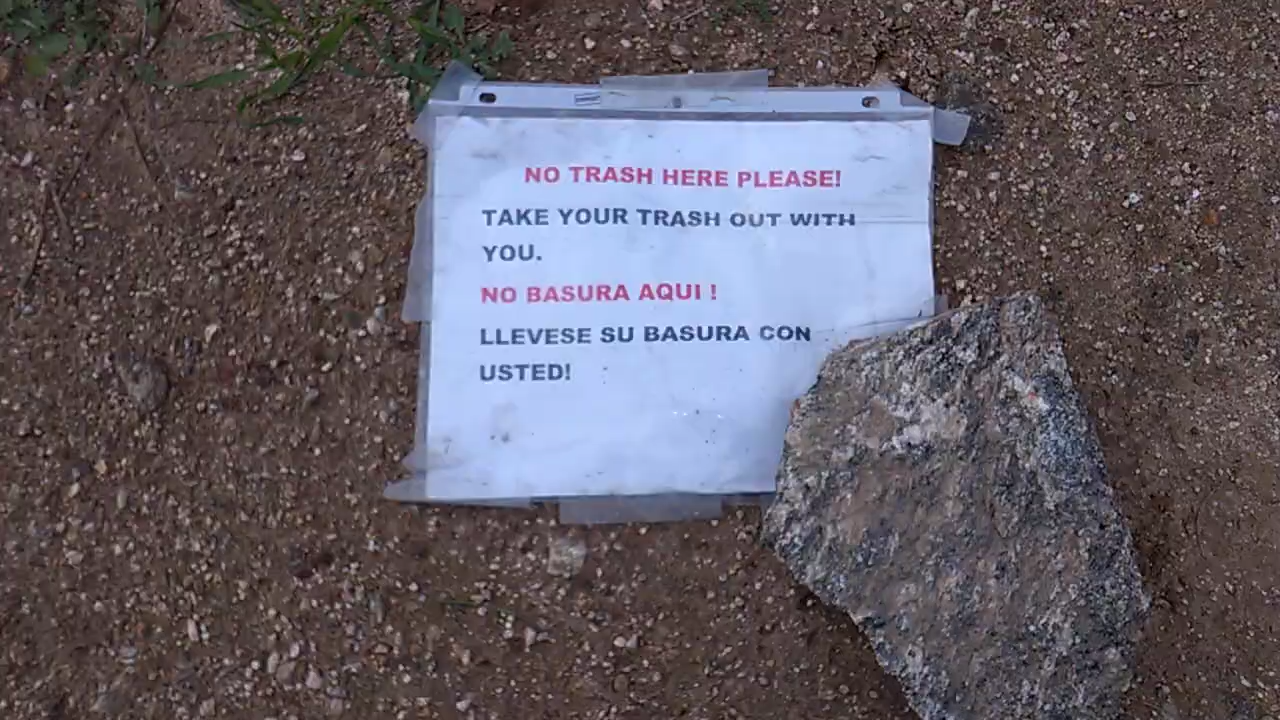 NO TRASH HERE PLEASE!
TAKE YOUR TRASH OUT WITH
YOU.
NO BASURA AQUI !
LLEVESE SU BASURA CON
USTED!